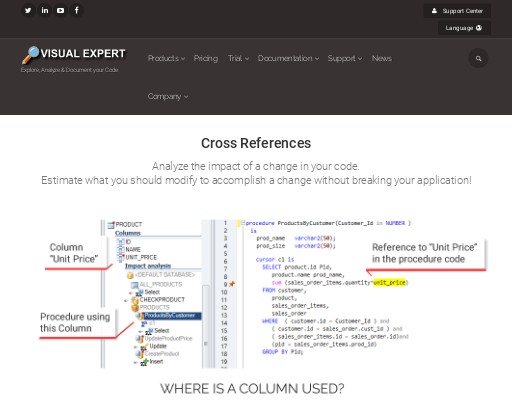 Support Center
Language
VISUAL EXPERT
Explore, Analyze & Document your Code
Products
Pricing
Trial
Documentation
Support
News
Company
Cross References
Analyze the impact of a change in your code.
Estimate what you should modify to accomplish a change without breaking your application!
Column
"Unit Price"
Procedure using
this Column
PRODUCT
Columns
ID
NAME
UNIT_PRICE
Impact analysis
<DEFAULT DATABASE>
ALL_PRODUCTS
Select
CHECKPRODUCT
PRODUCTS
ProductsByCustomer
Select
UpdateProductPrice
Update
CreateProduct
Insert
1 procedure ProductsByCustomer(Customer_Id in NUMBER )
2 is
3 prod_name varchar2(50);
4 prod_size varchar2(50);
5
6 cursor c1 is
7 SELECT product.id Pid,
8 product.name prod_name,
9 sum (sales_order_items.quantity*unit_price)
10 FROM customer,
11 product,
12 sales_order_items,
13 sales_order
14 WHERE ( customer.id = Customer_Id ) and
15 ( customer.id = sales_order.cust_id ) and
16 ( sales_order.id = sales_order_items.id)and
17 (pid = sales_order_items.prod_id)
18 GROUP BY Pid;
19
Reference to "Unit Price"
in the procedure code
WHERE IS A COLUMN USED?